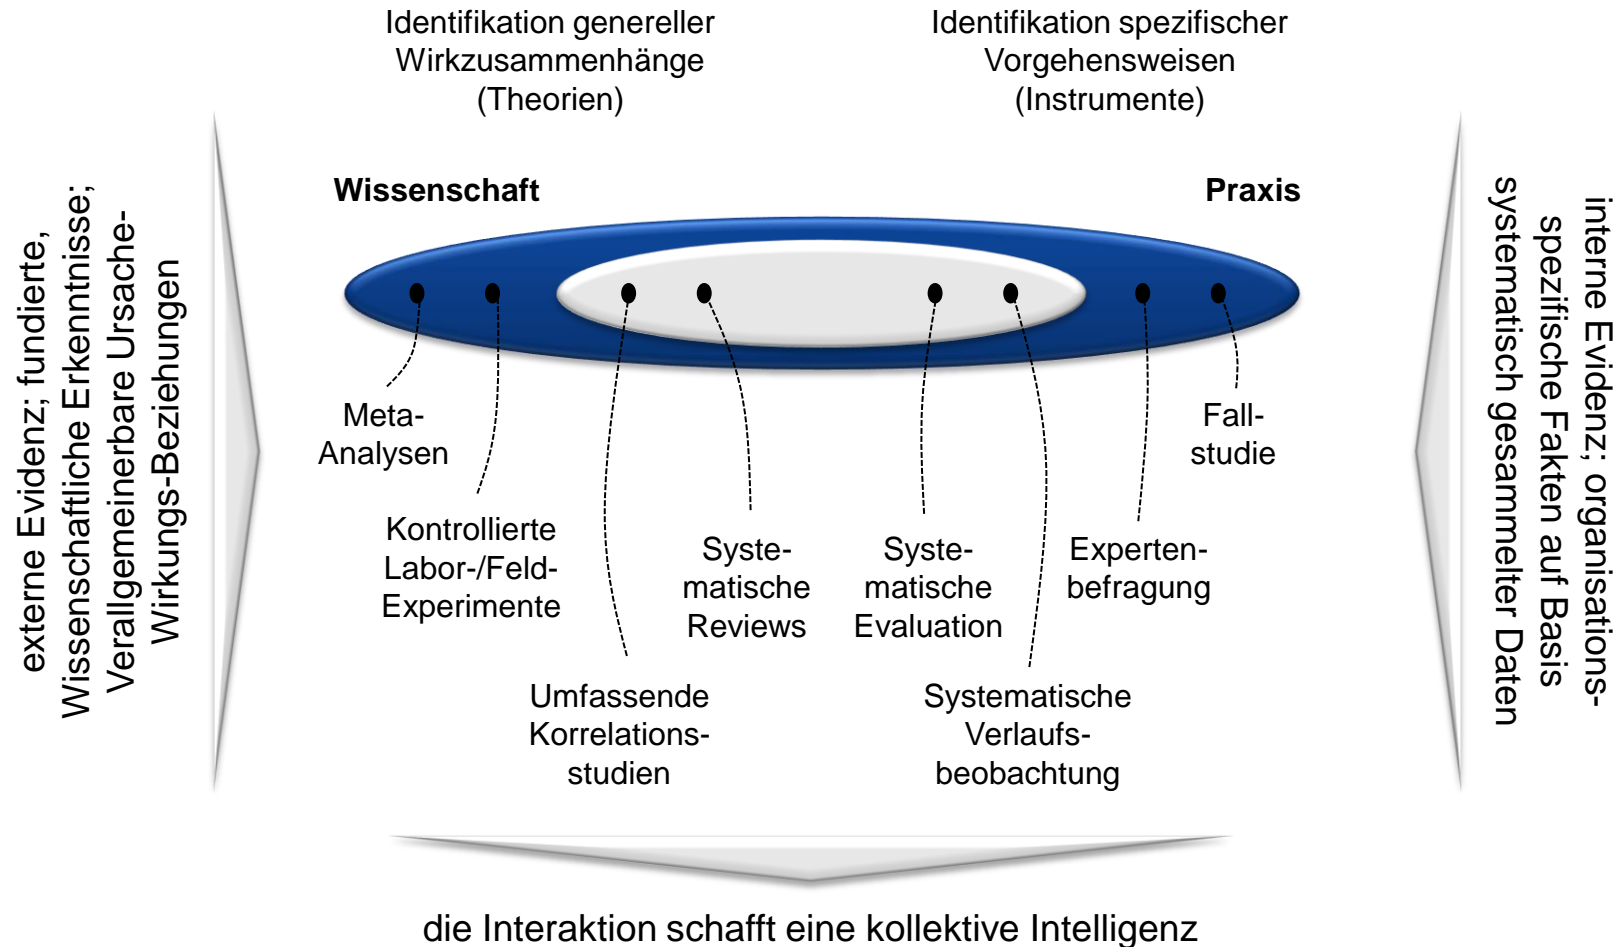 Identifikation genereller
Wirkzusammenhänge
(Theorien)
Identifikation spezifischer
Vorgehensweisen
(Instrumente)
Wissenschaft
Praxis
externe Evidenz; fundierte,
Wissenschaftliche Erkenntnisse;
Verallgemeinerbare Ursache-
Wirkungs-Beziehungen
interne Evidenz; organisations-
spezifische Fakten auf Basis
systematisch gesammelter Daten
Meta-
Analysen
Kontrollierte
Labor-/Feld-
Experimente
Umfassende
Korrelations-
studien
Syste-
matische
Reviews
Syste-
matische
Evaluation
Systematische
Verlaufs-
beobachtung
Experten-
befragung
Fall-
studie
die Interaktion schafft eine kollektive Intelligenz